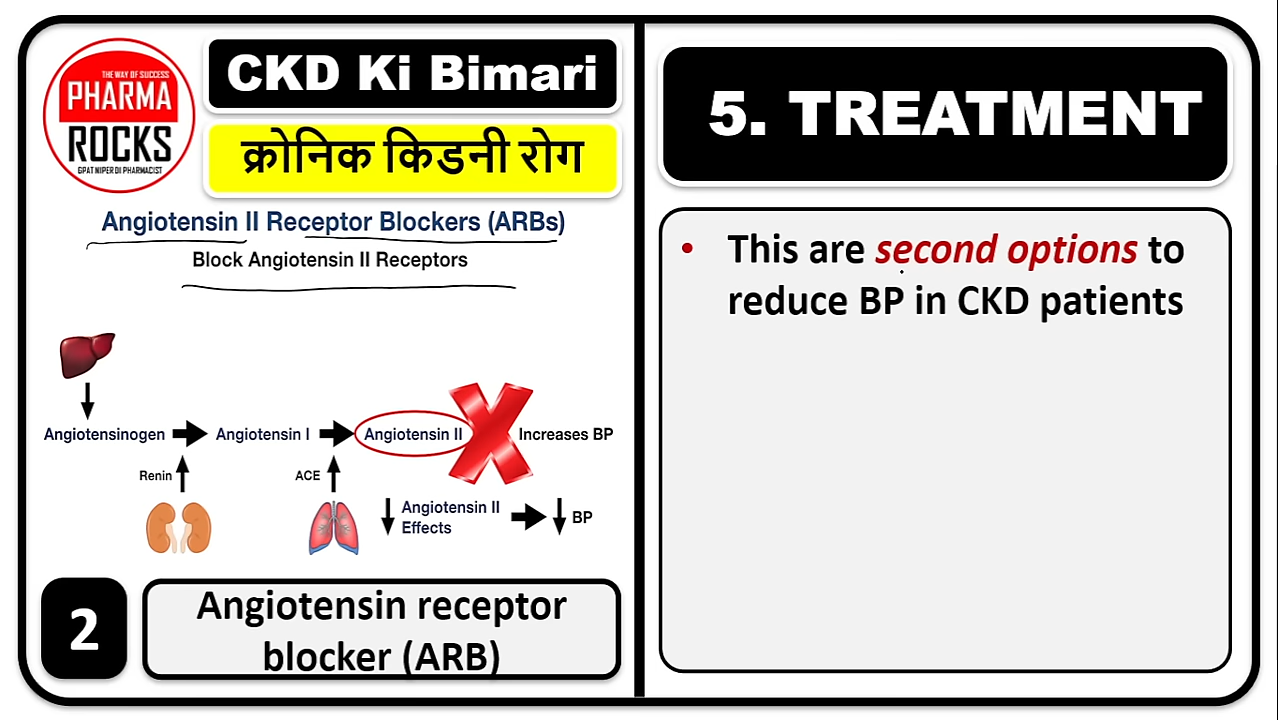 THE WAY OF SUCCESS
PHARMA
ROCKS
GPAT NIPER DI PHARMACIST
CKD Ki Bimari
क्रोनिक किडनी रोग
Angiotensin II Receptor Blockers (ARBs)
Block Angiotensin II Receptors
Angiotensinogen
Angiotensin I
Angiotensin II
Increases BP
Renin
ACE
Angiotensin II
Effects
BP
2
Angiotensin receptor
blocker (ARB)
5. TREATMENT
• This are second options to
reduce BP in CKD patients